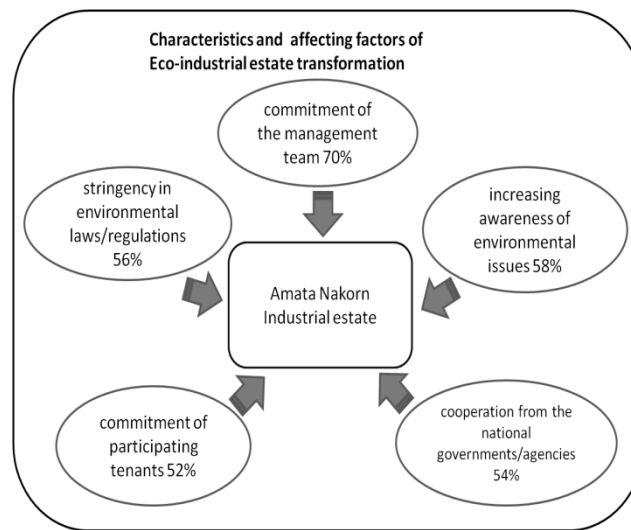 Characteristics and affecting factors of
Eco-industrial estate transformation
commitment of
the management
team 70%
stringency in
environmental
laws/regulations
56%
increasing
awareness of
environmental
issues 58%
Amata Nakorn
Industrial estate
commitment of
participating
tenants 52%
cooperation from the
national
governments/agencies
54%